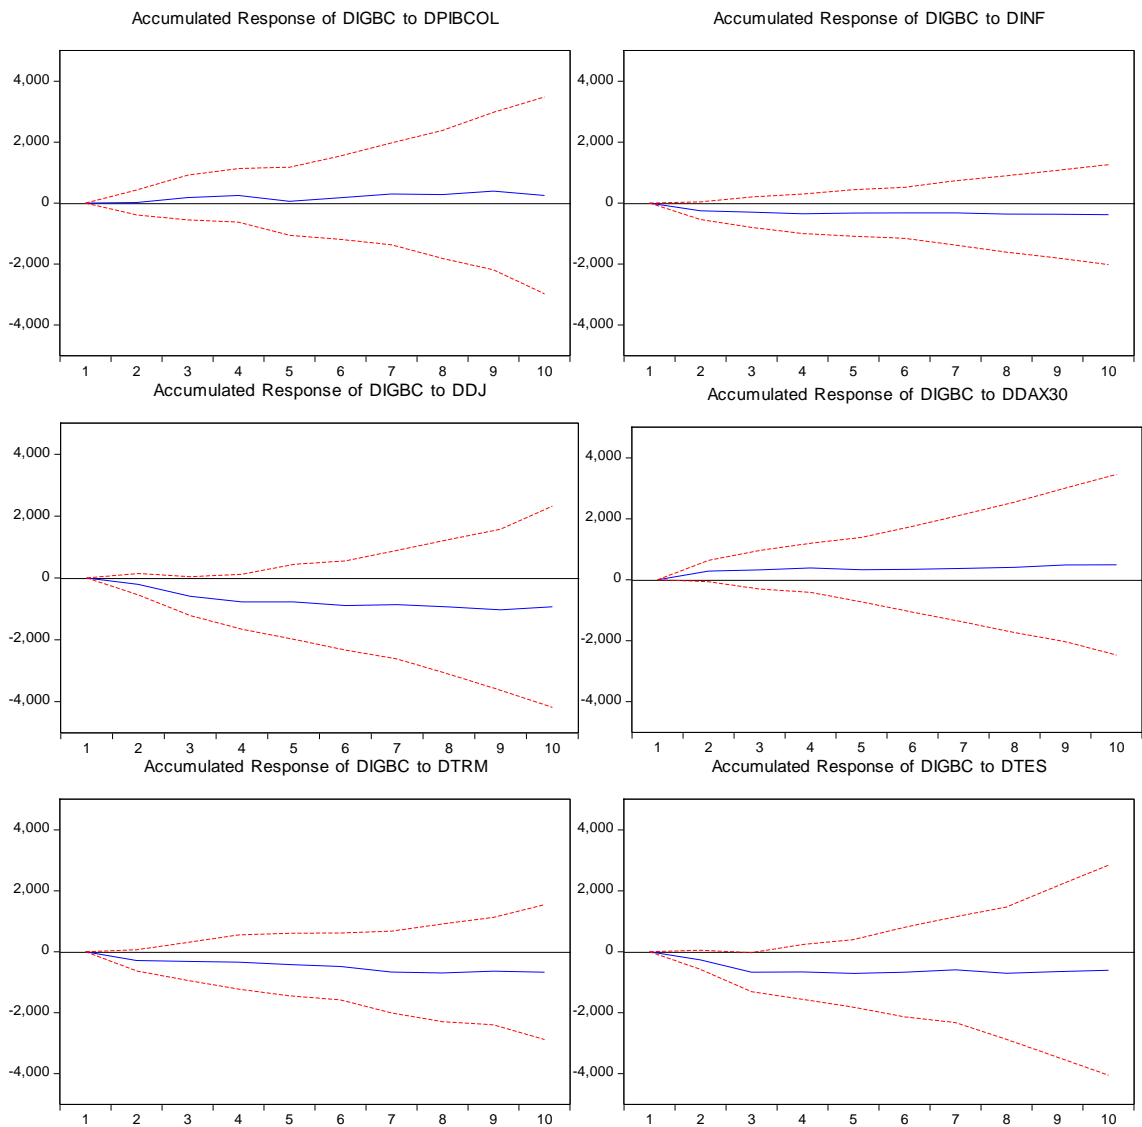 Accumulated Response of DIGBC to DPIBCOL
4,000
2,000
0
-2,000
-4,000
1 2 3 4 5 6 7 8 9 10
Accumulated Response of DIGBC to DINF
4,000
2,000
0
-2,000
-4,000
1 2 3 4 5 6 7 8 9 10
Accumulated Response of DIGBC to DDJ
4,000
2,000
0
-2,000
-4,000
1 2 3 4 5 6 7 8 9 10
Accumulated Response of DIGBC to DDAX30
4,000
2,000
0
-2,000
-4,000
1 2 3 4 5 6 7 8 9 10
Accumulated Response of DIGBC to DTRM
4,000
2,000
0
-2,000
-4,000
1 2 3 4 5 6 7 8 9 10
Accumulated Response of DIGBC to DTES
4,000
2,000
0
-2,000
-4,000
1 2 3 4 5 6 7 8 9 10